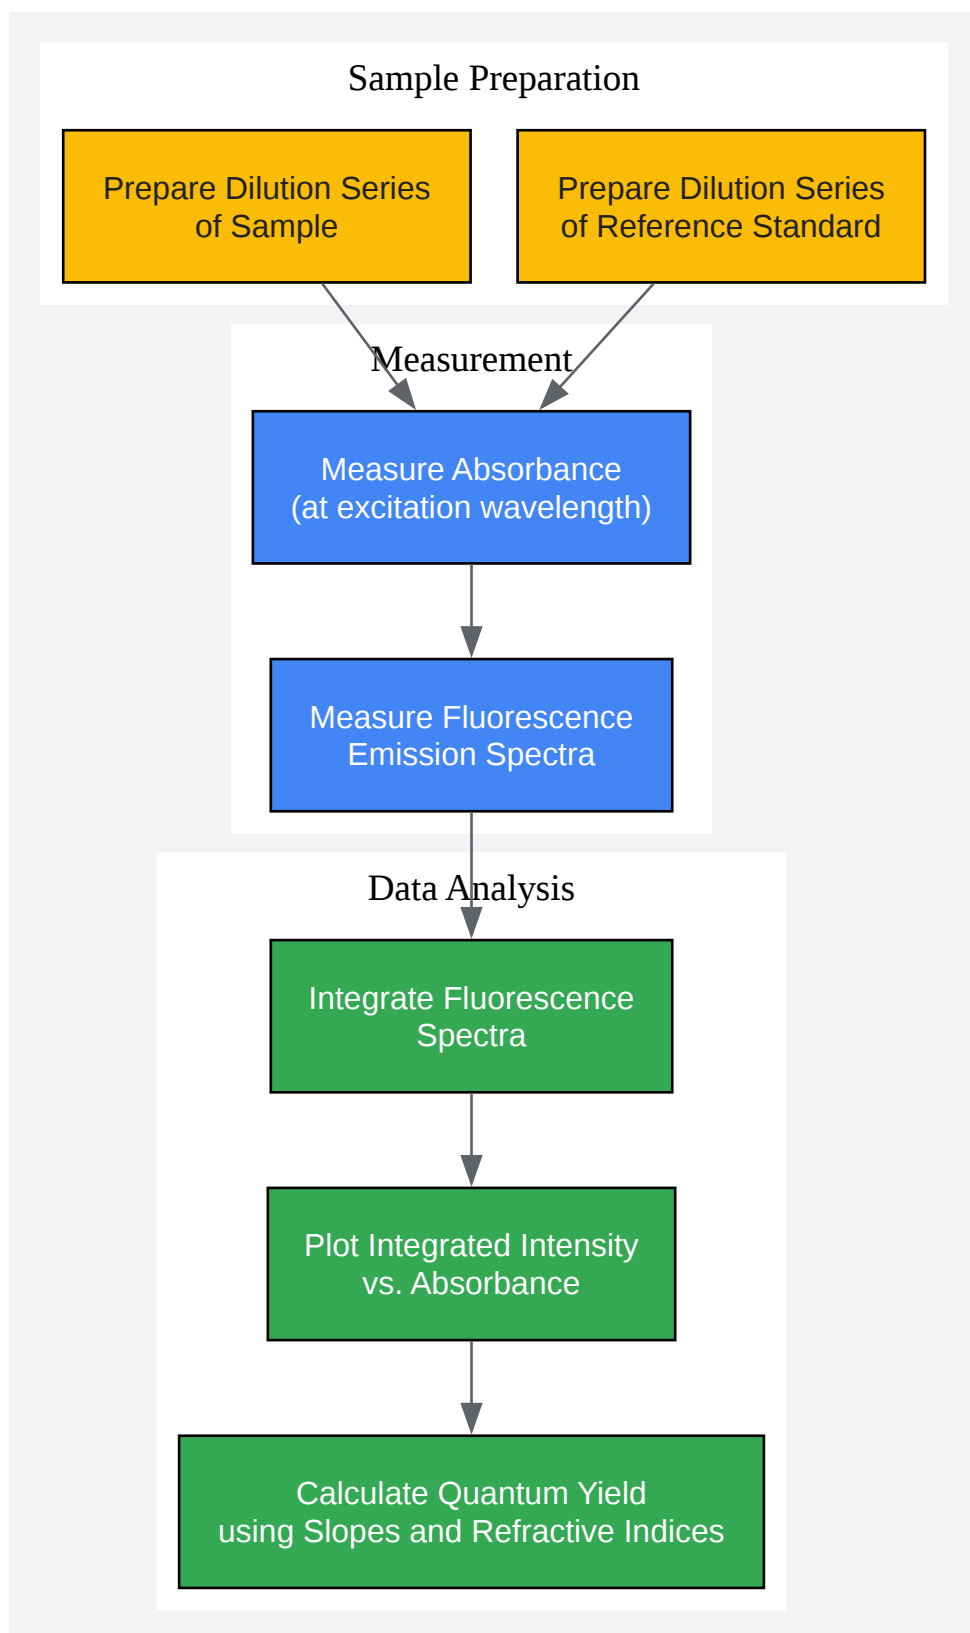 Sample Preparation
Prepare Dilution Series
of Sample
Prepare Dilution Series
of Reference Standard
Measurement
Measure Absorbance
(at excitation wavelength)
Measure Fluorescence
Emission Spectra
Data Analysis
Integrate Fluorescence
Spectra
Plot Integrated Intensity
vs. Absorbance
Calculate Quantum Yield
using Slopes and Refractive Indices